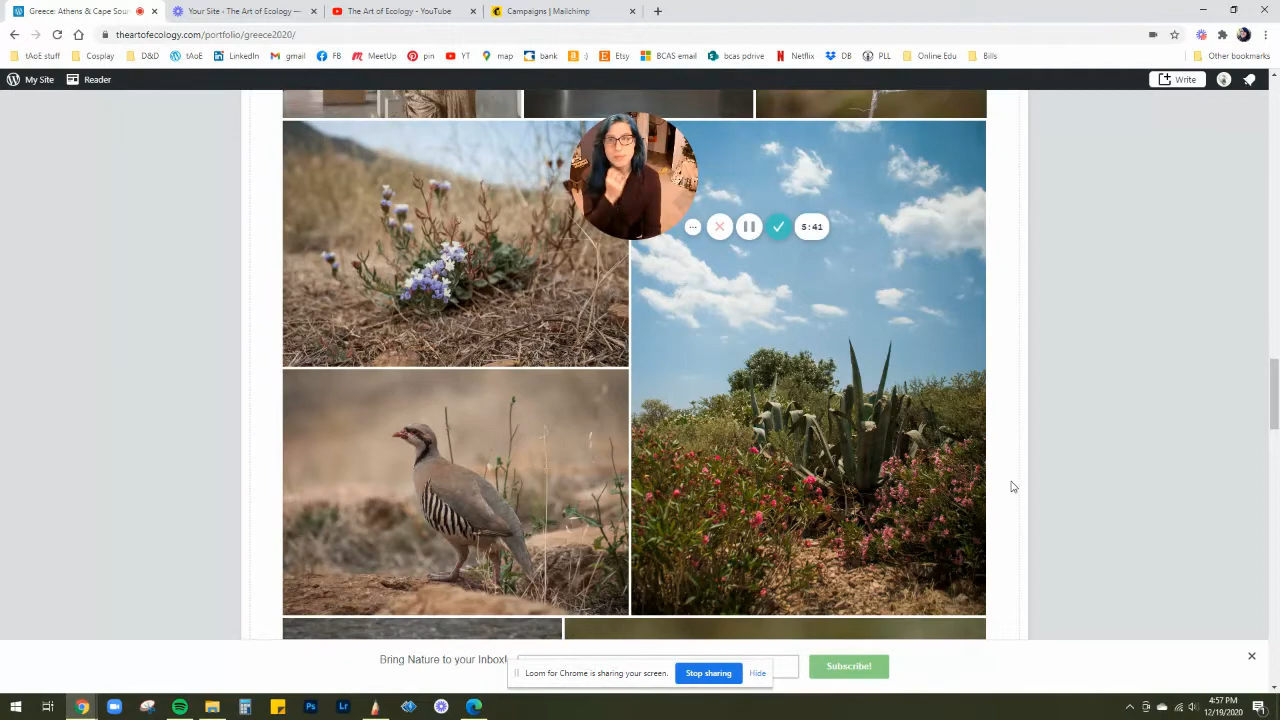 Greece: Athens & Cape Soun
Your Site ‹ The Art of Ecology —
The Art of Ecology - YouTube
Campaigns | Mailchimp
theartofecology.com/portfolio/greece2020/
tAoE stuff Cosplay D&D tAoE LinkedIn gmail FB MeetUp pin YT map bank :) Etsy BCAS email bcas pdrive Netflix DB PLL Online Edu Bills Other bookmarks
My Site Reader Write
5:41
Bring Nature to your Inbox!
Subscribe!
Loom for Chrome is sharing your screen. Stop sharing Hide
4:57 PM
12/19/2020